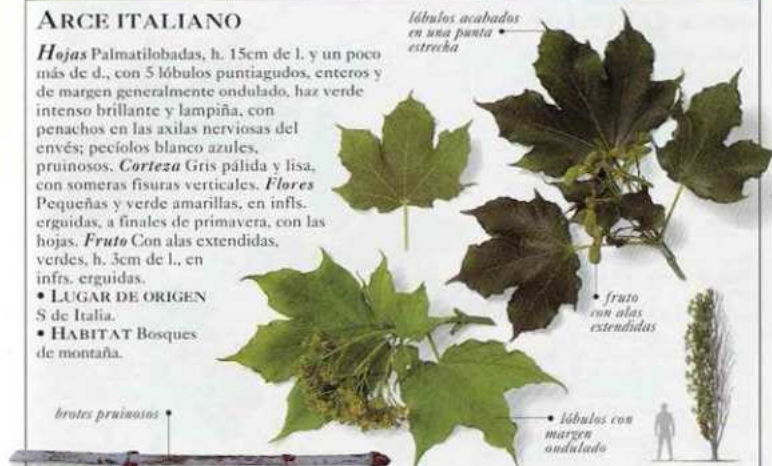 ARCE ITALIANO
Hojas Palmatilobadas, h. 15cm de l. y un poco
más de d., con 5 lóbulos puntiagudos, enteros y
de margen generalmente ondulado, haz verde
intenso brillante y lampiña, con
penachos en las axilas nerviosas del
envés; pecíolos blanco azules,
pruinosos. Corteza Gris pálida y lisa,
con someras fisuras verticales. Flores
Pequeñas y verde amarillas, en infls.
erguidas, a finales de primavera, con las
hojas. Fruto Con alas extendidas,
verdes, h. 3cm de l., en
infrs. erguidas.
• LUGAR DE ORIGEN
S de Italia.
• HABITAT Bosques
de montaña.
lóbulos acabados
en una punta
estrecha
fruto
con alas
extendidas
brotes pruinosos
lóbulos con
margen
ondulado